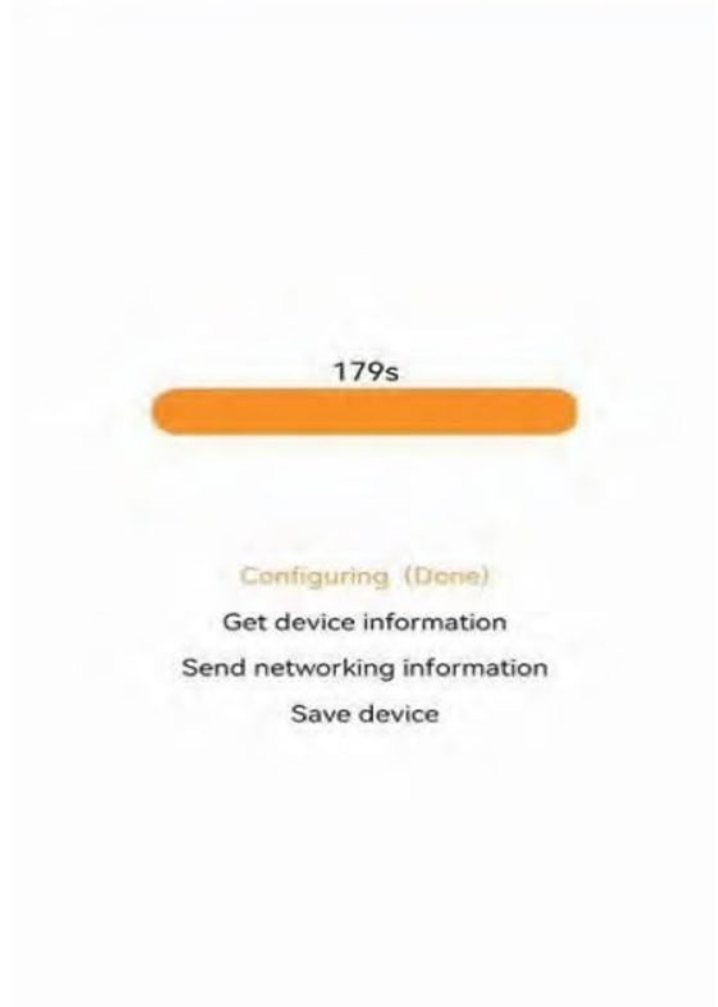 179s
Configuring (Done)
Get device information
Send networking information
Save device